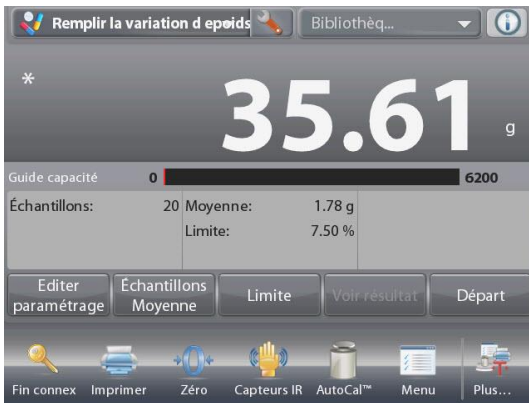 Remplir la variation d epoids Bibliothèq...
*
35.61 g
Guide capacité 0 6200
Échantillons: 20 Moyenne: 1.78 g
Limite: 7.50 %
Editer paramétrage Échantillons Moyenne Limite Voir résultat Départ
Fin connex Imprimer Zéro Capteurs IR AutoCal™ Menu Plus...